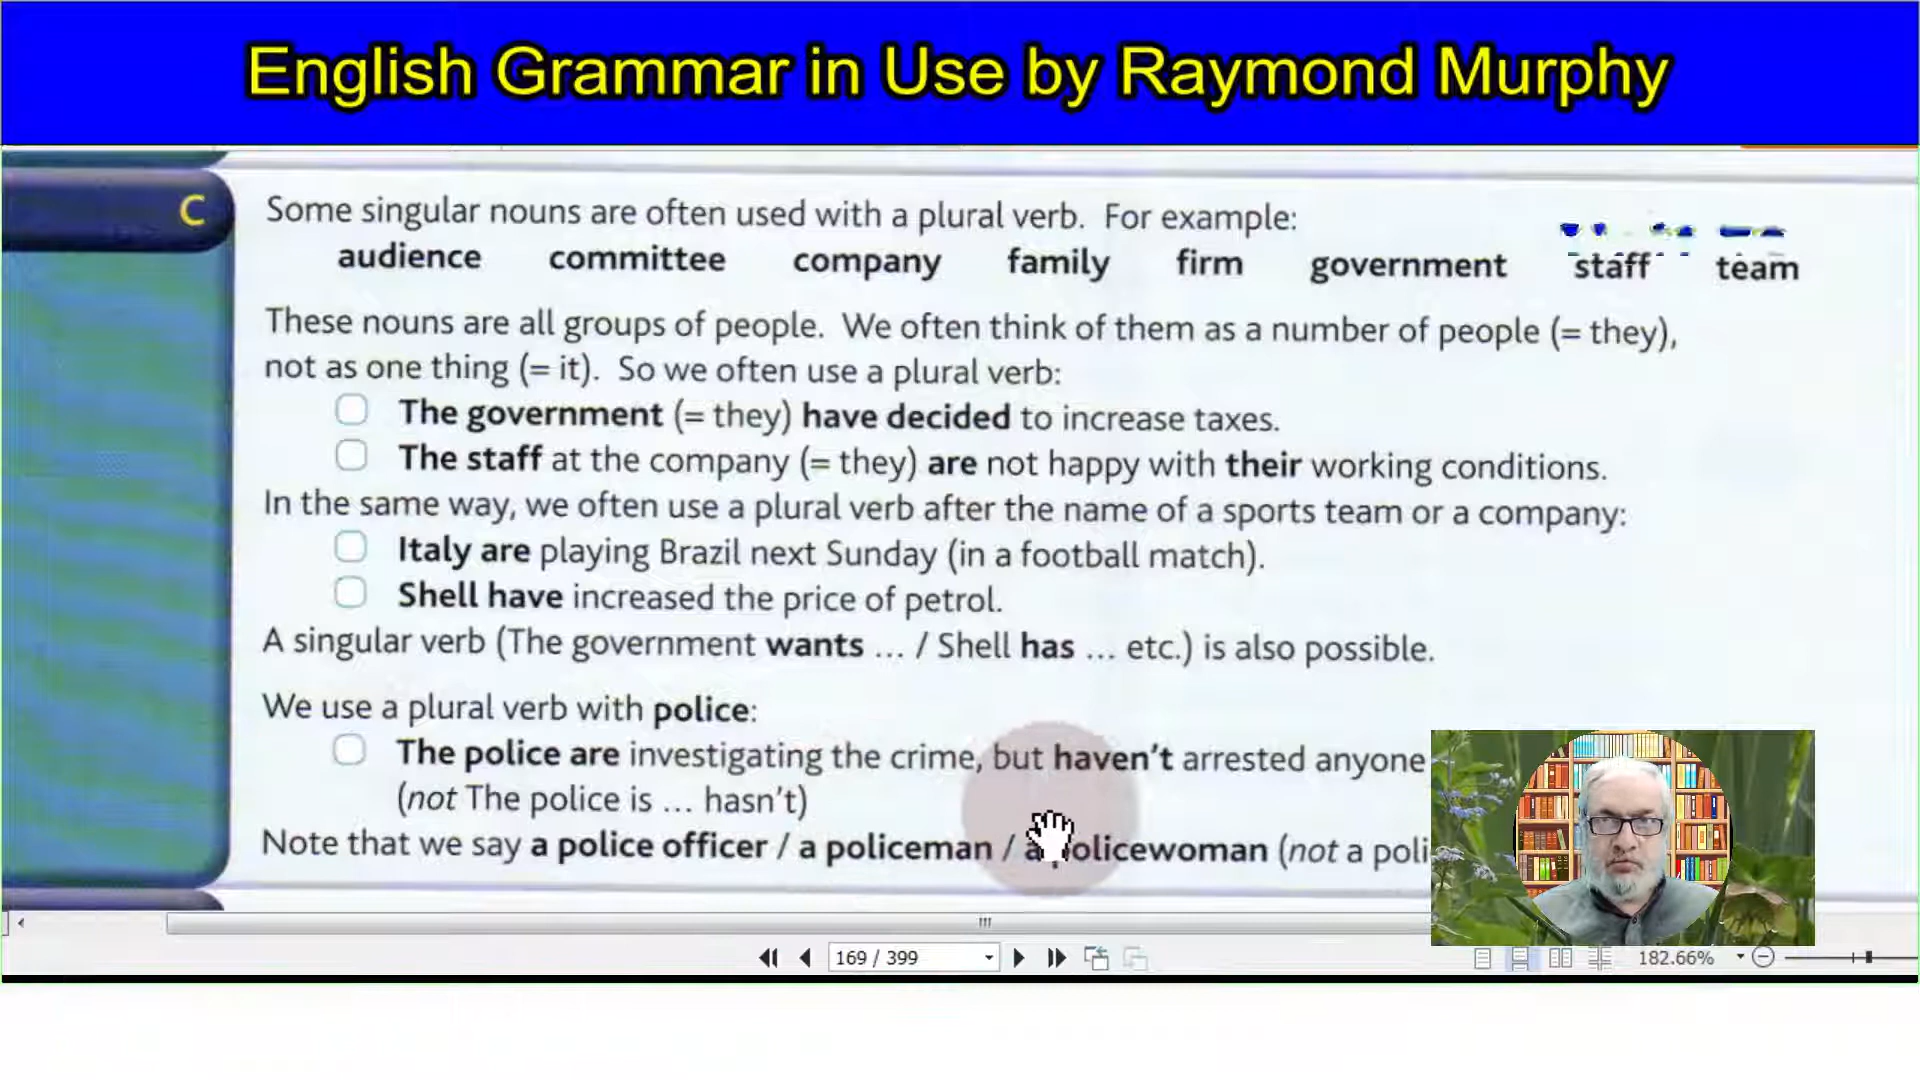 English Grammar in Use by Raymond Murphy
C
Some singular nouns are often used with a plural verb. For example:
audience committee company family firm government staff team
These nouns are all groups of people. We often think of them as a number of people (= they),
not as one thing (= it). So we often use a plural verb:
The government (= they) have decided to increase taxes.
The staff at the company (= they) are not happy with their working conditions.
In the same way, we often use a plural verb after the name of a sports team or a company:
Italy are playing Brazil next Sunday (in a football match).
Shell have increased the price of petrol.
A singular verb (The government wants ... / Shell has ... etc.) is also possible.
We use a plural verb with police:
The police are investigating the crime, but haven't arrested anyone
(not The police is ... hasn't)
Note that we say a police officer / a policeman / a policewoman (not a poli
169 / 399
182.66%